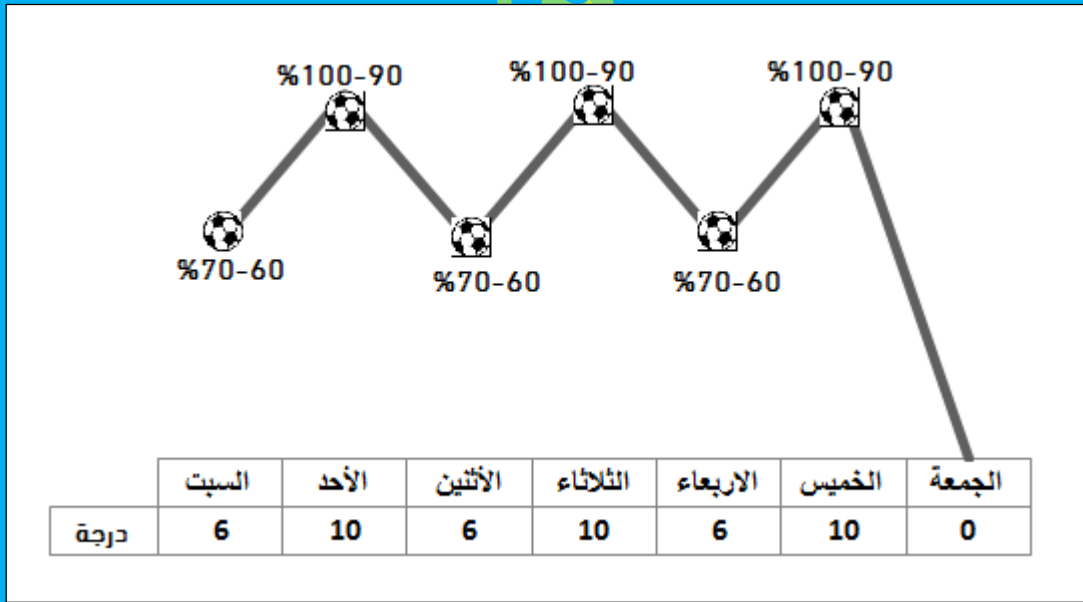 %100-90 %100-90 %100-90
%70-60 %70-60 %70-60
السبت الأحد الأثنين الثلاثاء الاربعاء الخميس الجمعة
درجة 6 10 6 10 6 10 0